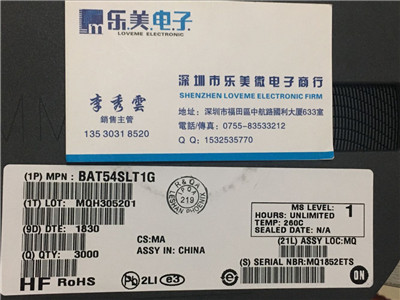 乐美电子
LOVEME ELECTRONIC
深圳市乐美微电子商行
SHENZHEN LOVEME ELECTRONIC FIRM
李秀雲
銷售主管
135 3031 8520
地址：深圳市福田區中航路國利大厦633室
電話/傳真：0755-83533212
Q Q：1532535770
(1P) MPN: BAT54SLT1G
(1T) LOT: MQH305201
(9D) DTE: 1830
(Q) QTY: 3000
CS:MA
ASSY IN: CHINA
R & QA
219
MS LEVEL: 1
HOURS: UNLIMITED
TEMP: 260C
SEALED DATE: N/A
(21L) ASSY LOC:MQ
(S) SERIAL NBR:MQ1852ETS
HF RoHS Pb 2LI e3
ON